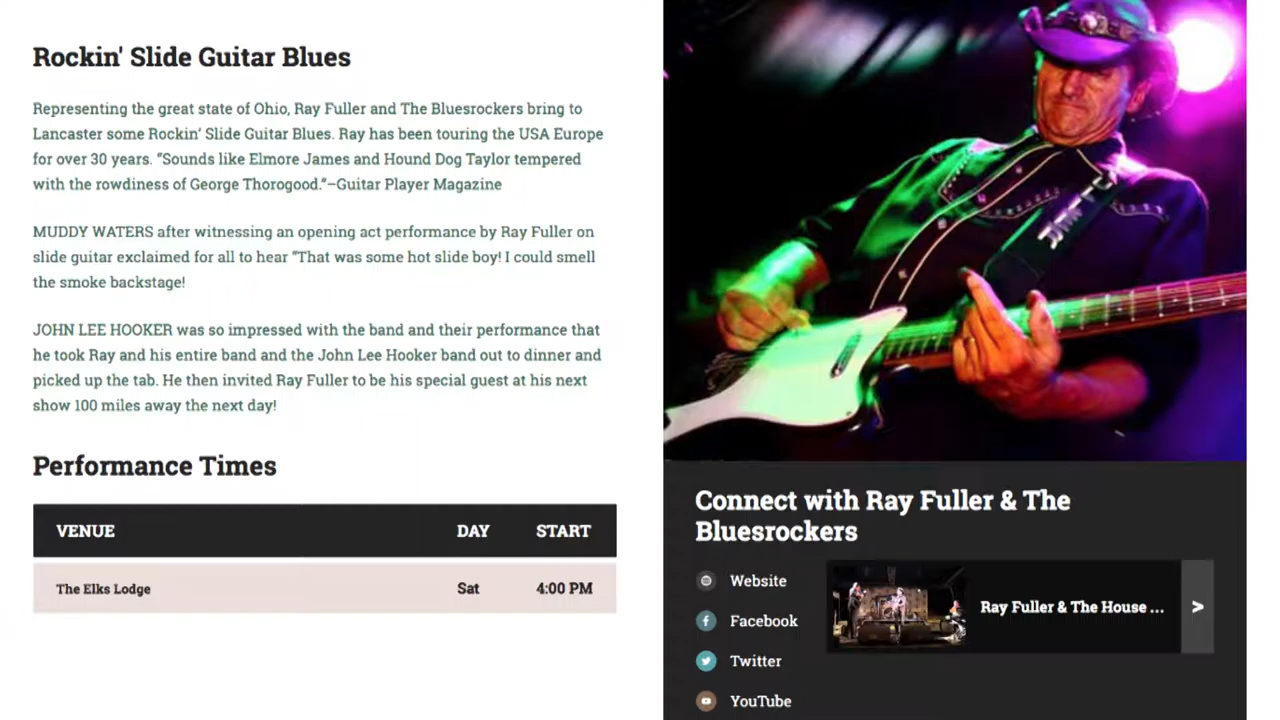 Rockin' Slide Guitar Blues
Representing the great state of Ohio, Ray Fuller and The Bluesrockers bring to
Lancaster some Rockin’ Slide Guitar Blues. Ray has been touring the USA Europe
for over 30 years. “Sounds like Elmore James and Hound Dog Taylor tempered
with the rowdiness of George Thorogood.”–Guitar Player Magazine
MUDDY WATERS after witnessing an opening act performance by Ray Fuller on
slide guitar exclaimed for all to hear “That was some hot slide boy! I could smell
the smoke backstage!
JOHN LEE HOOKER was so impressed with the band and their performance that
he took Ray and his entire band and the John Lee Hooker band out to dinner and
picked up the tab. He then invited Ray Fuller to be his special guest at his next
show 100 miles away the next day!
Performance Times
VENUE DAY START
The Elks Lodge Sat 4:00 PM
Connect with Ray Fuller & The
Bluesrockers
Website
Facebook
Twitter
YouTube
Ray Fuller & The House ...
>